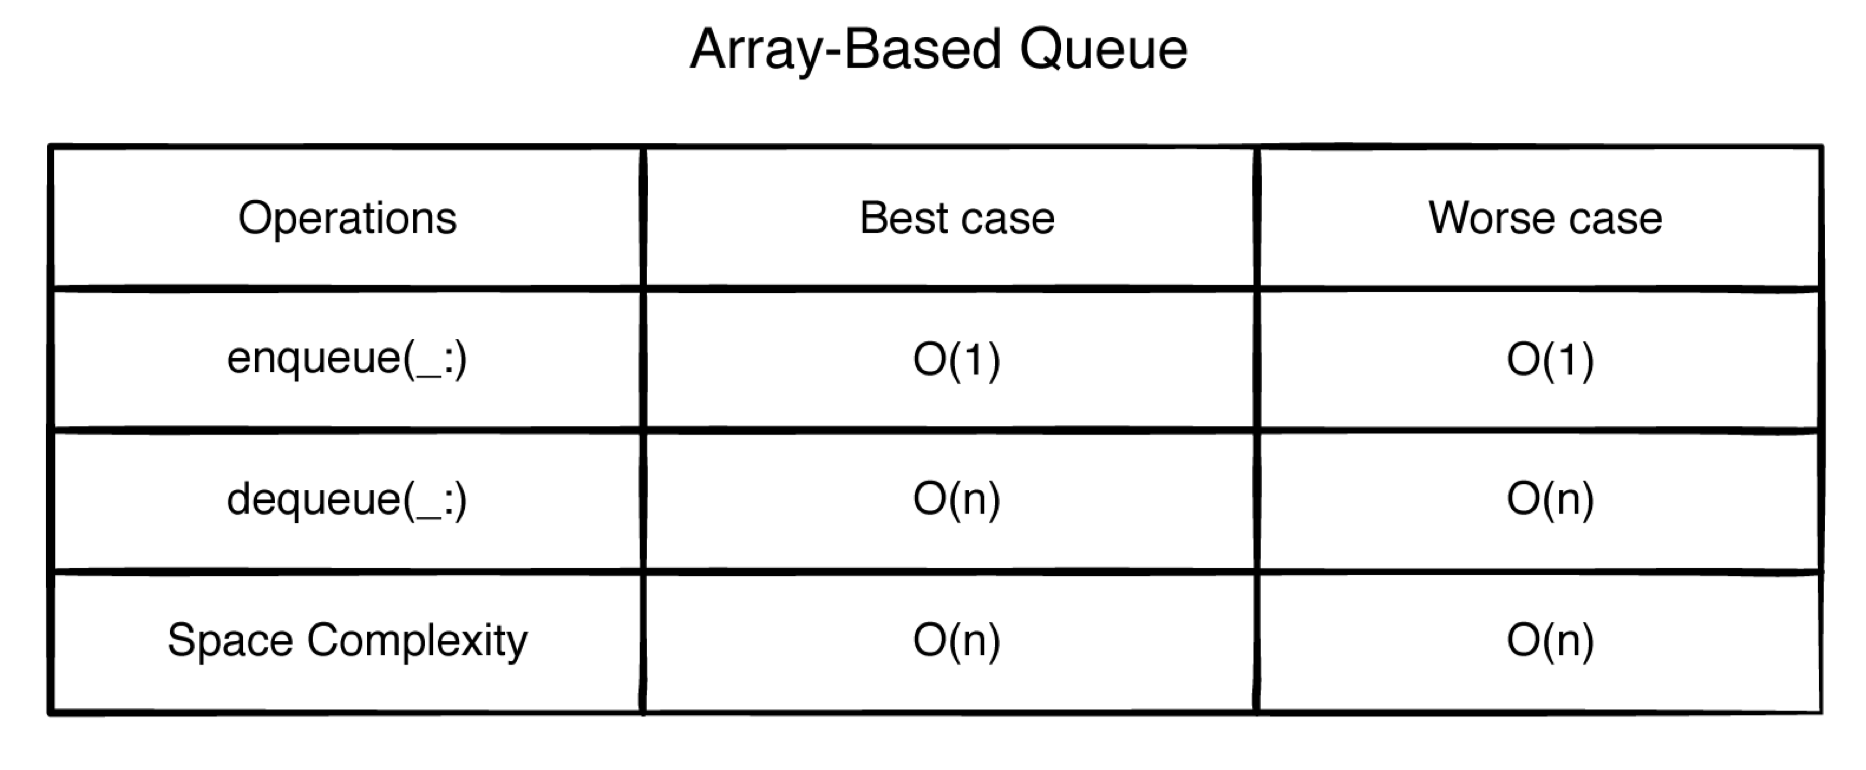 Array-Based Queue
Operations Best case Worse case
enqueue(_:) O(1) O(1)
dequeue(_:) O(n) O(n)
Space Complexity O(n) O(n)